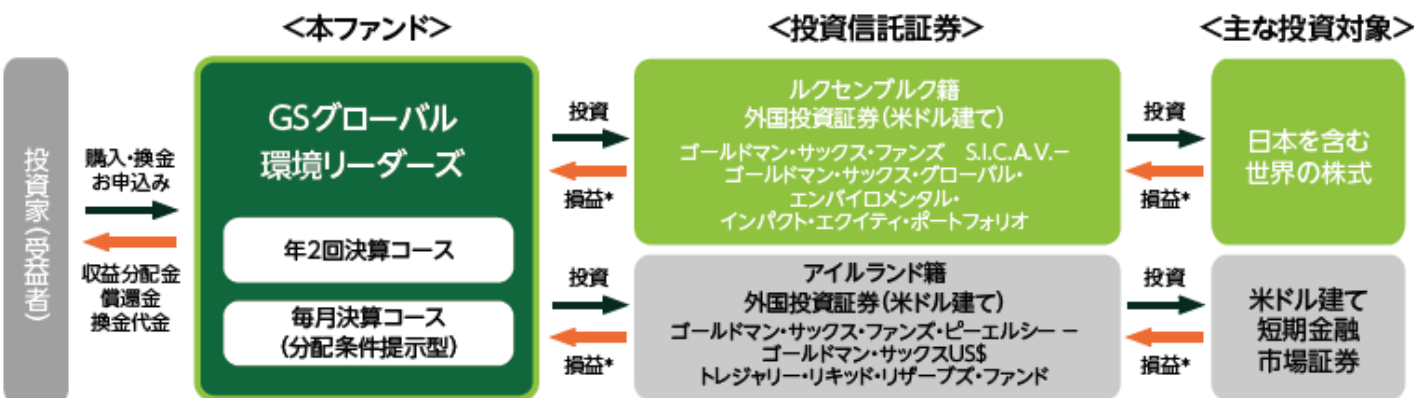 ＜本ファンド＞
＜投資信託証券＞
＜主な投資対象＞
投資家（受益者）
購入・換金
お申込み
収益分配金
償還金
換金代金
GSグローバル
環境リーダーズ
年2回決算コース
毎月決算コース
（分配条件提示型）
投資
損益*
投資
損益*
ルクセンブルク籍
外国投資証券（米ドル建て）
ゴールドマン・サックス・ファンズ　S.I.C.A.V.－
ゴールドマン・サックス・グローバル・
エンバイロメンタル・
インパクト・エクイティ・ポートフォリオ
投資
損益*
日本を含む
世界の株式
アイルランド籍
外国投資証券（米ドル建て）
ゴールドマン・サックス・ファンズ・ピーエルシー －
ゴールドマン・サックスUS$
トレジャリー・リキッド・リザーブズ・ファンド
投資
損益*
米ドル建て
短期金融
市場証券